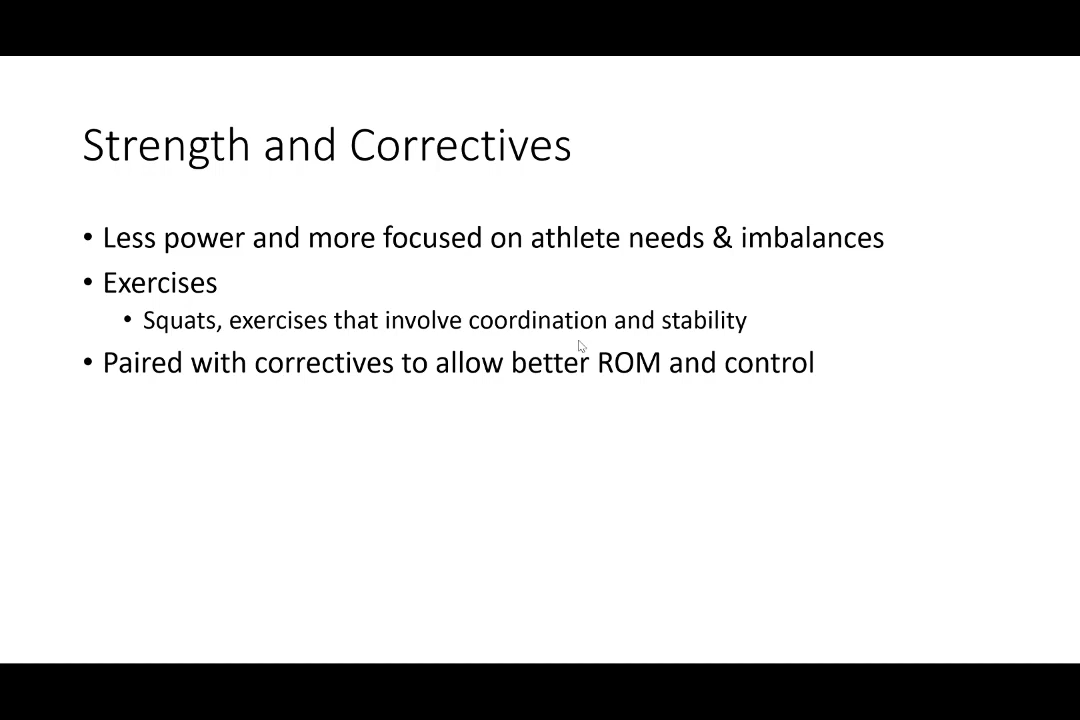 Strength and Correctives
• Less power and more focused on athlete needs & imbalances
• Exercises
• Squats, exercises that involve coordination and stability
• Paired with correctives to allow better ROM and control